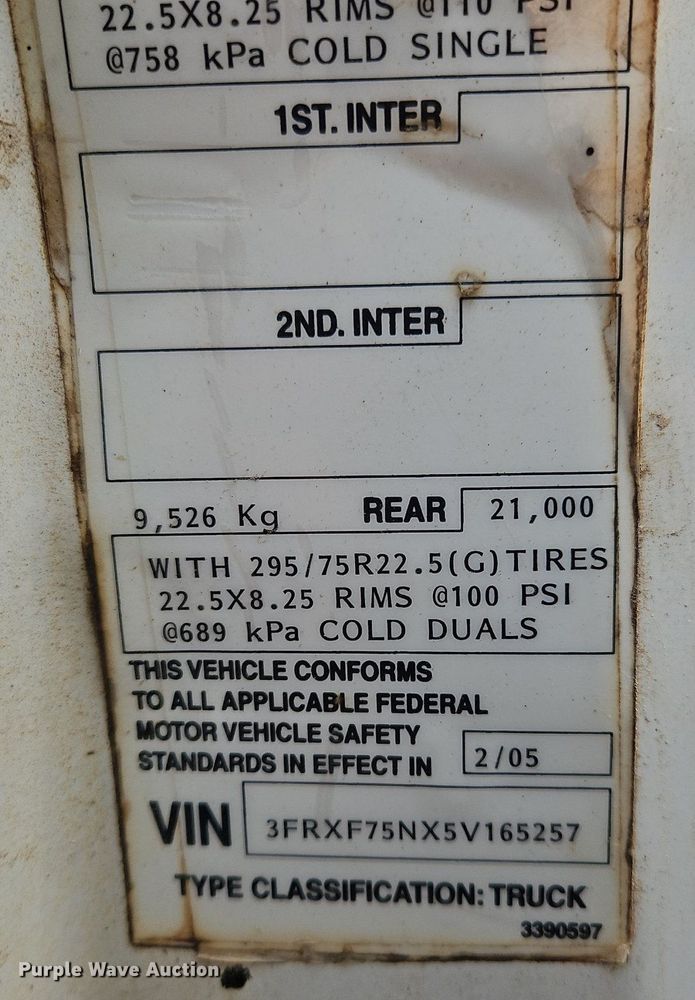 22.5X8.25 RIMS @110 PSI
@758 kPa COLD SINGLE
1ST. INTER
2ND. INTER
9,526 Kg REAR 21,000
WITH 295/75R22.5(G)TIRES
22.5X8.25 RIMS @100 PSI
@689 kPa COLD DUALS
THIS VEHICLE CONFORMS
TO ALL APPLICABLE FEDERAL
MOTOR VEHICLE SAFETY
STANDARDS IN EFFECT IN 2/05
VIN 3FRXF75NX5V165257
TYPE CLASSIFICATION: TRUCK
3390597
Purple Wave Auction